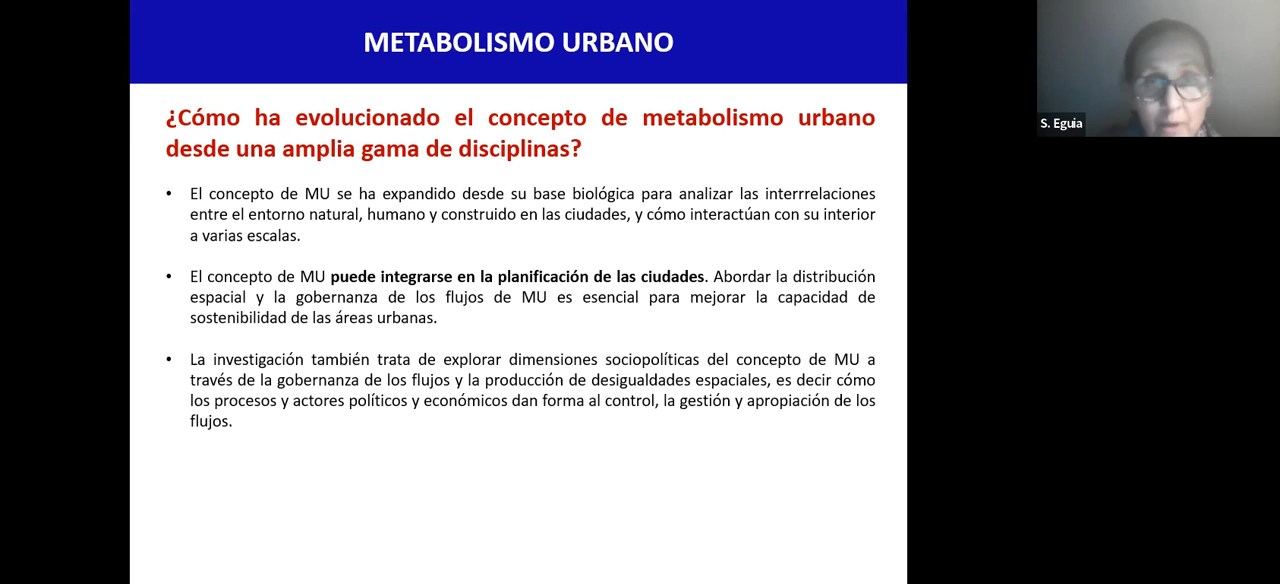 METABOLISMO URBANO
¿Cómo ha evolucionado el concepto de metabolismo urbano
desde una amplia gama de disciplinas?
• El concepto de MU se ha expandido desde su base biológica para analizar las interrrelaciones
entre el entorno natural, humano y construido en las ciudades, y cómo interactúan con su interior
a varias escalas.
• El concepto de MU puede integrarse en la planificación de las ciudades. Abordar la distribución
espacial y la gobernanza de los flujos de MU es esencial para mejorar la capacidad de
sostenibilidad de las áreas urbanas.
• La investigación también trata de explorar dimensiones sociopolíticas del concepto de MU a
través de la gobernanza de los flujos y la producción de desigualdades espaciales, es decir cómo
los procesos y actores políticos y económicos dan forma al control, la gestión y apropiación de los
flujos.
S. Eguia